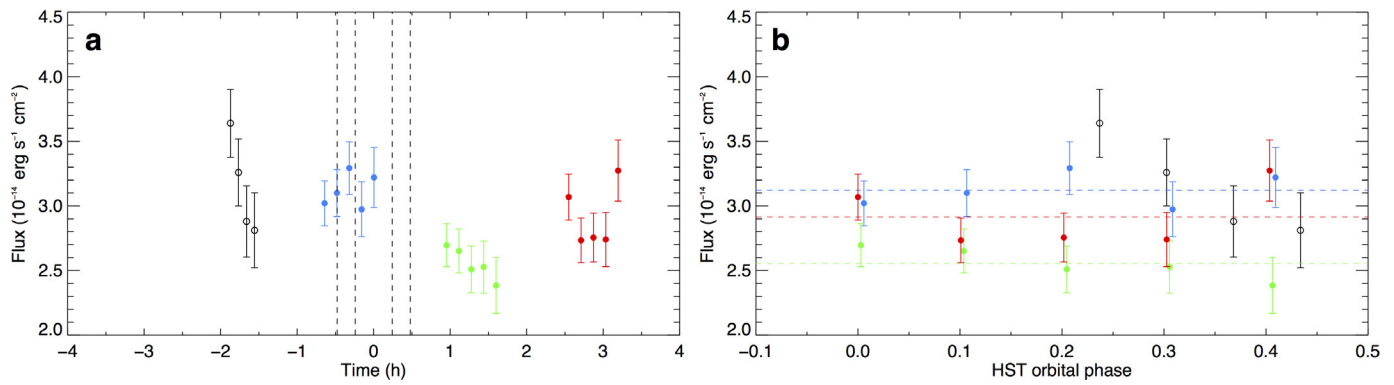 a
4.5
4.0
3.5
3.0
2.5
2.0
Flux (10⁻¹⁴ erg s⁻¹ cm⁻²)
−4 −3 −2 −1 0 1 2 3 4
Time (h)
b
4.5
4.0
3.5
3.0
2.5
2.0
Flux (10⁻¹⁴ erg s⁻¹ cm⁻²)
−0.1 0.0 0.1 0.2 0.3 0.4 0.5
HST orbital phase